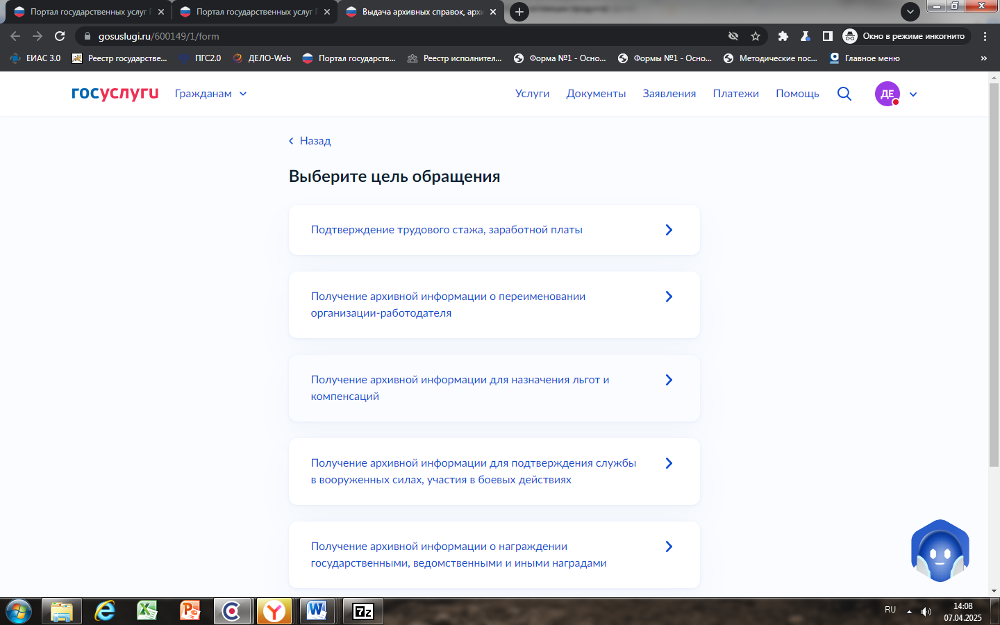 Портал государственных услуг Р
Портал государственных услуг Р
Выдача архивных справок, архи
gosuslugi.ru/600149/1/form
Окно в режиме инкогнито
ЕИАС 3.0
Реестр государстве...
ПГС2.0
ДЕЛО-Web
Портал государств...
Реестр исполнител...
Форма №1 - Осно...
Формы №1 - Осно...
Методические пос...
Главное меню
»
госуслуги
Гражданам
Услуги
Документы
Заявления
Платежи
Помощь
ДЕ
Назад
Выберите цель обращения
Подтверждение трудового стажа, заработной платы
Получение архивной информации о переименовании
организации-работодателя
Получение архивной информации для назначения льгот и
компенсаций
Получение архивной информации для подтверждения службы
в вооруженных силах, участия в боевых действиях
Получение архивной информации о награждении
государственными, ведомственными и иными наградами
7z
RU
14:08
07.04.2025